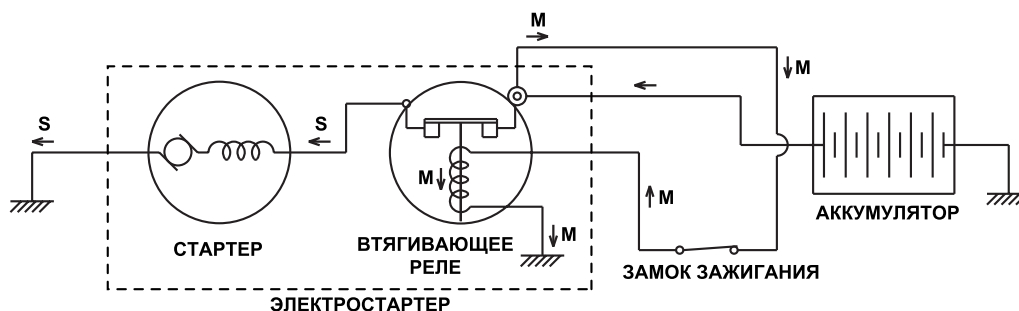 M
M
S
S
M
M
M
СТАРТЕР
ВТЯГИВАЮЩЕЕ
РЕЛЕ
ЗАМОК ЗАЖИГАНИЯ
АККУМУЛЯТОР
ЭЛЕКТРОСТАРТЕР